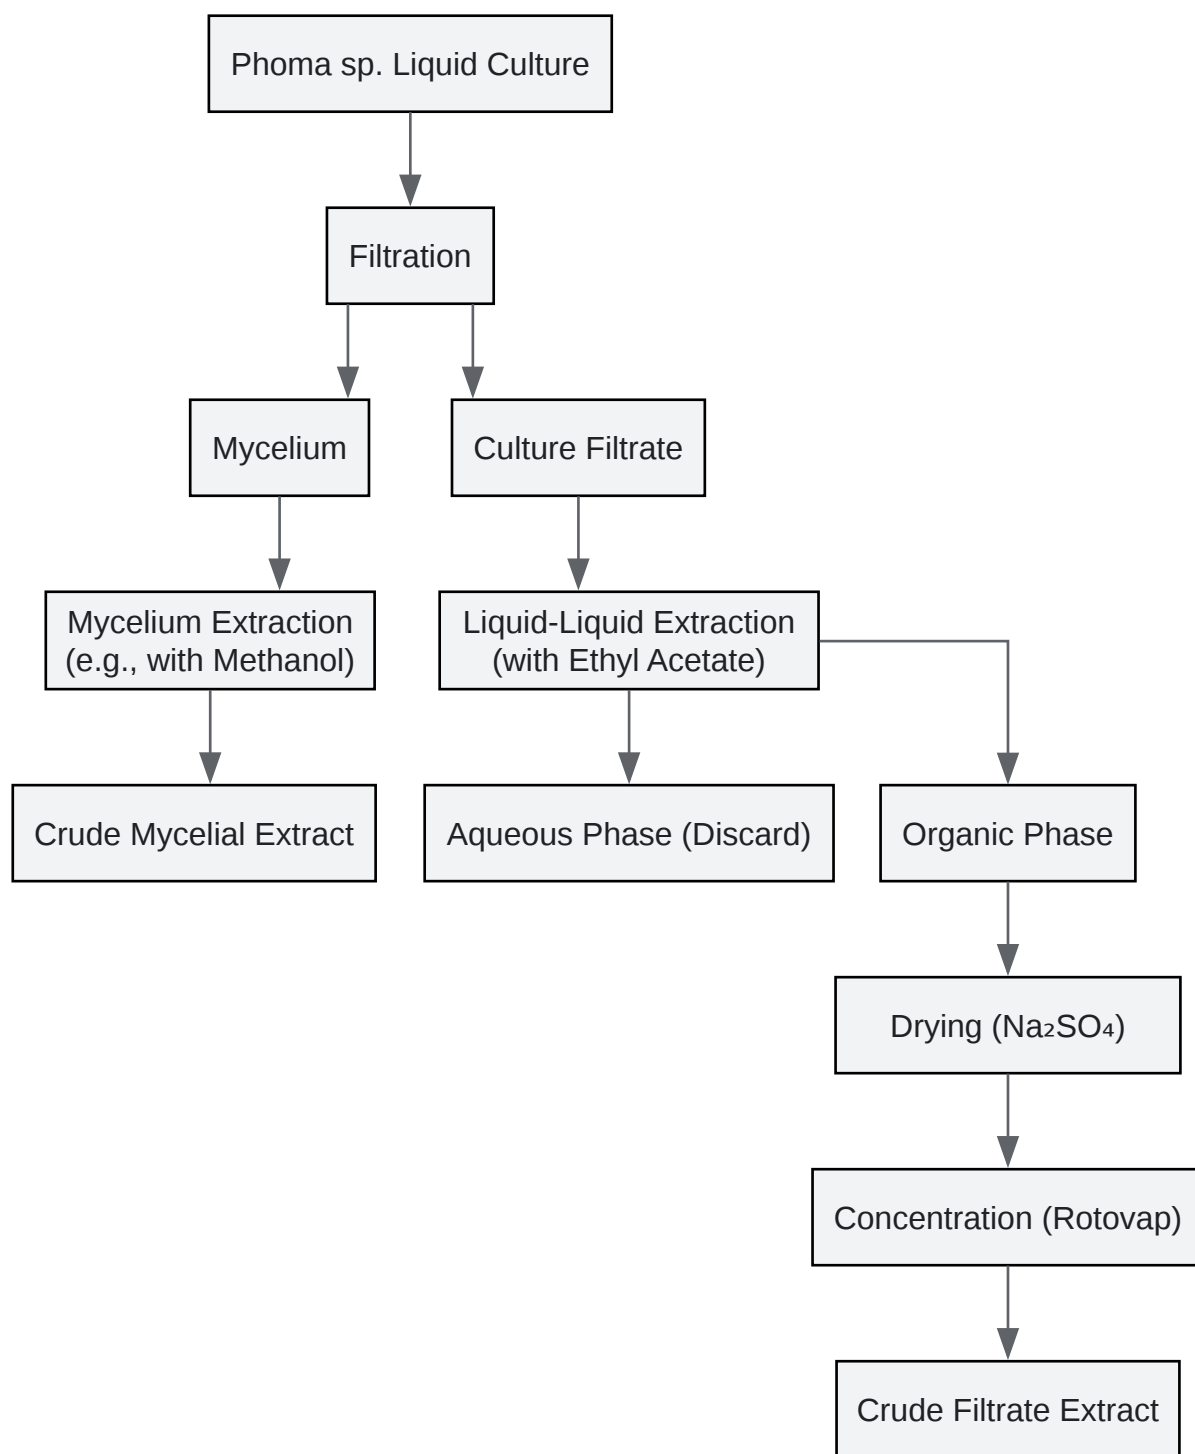 Phoma sp. Liquid Culture
Filtration
Mycelium
Culture Filtrate
Mycelium Extraction
(e.g., with Methanol)
Liquid-Liquid Extraction
(with Ethyl Acetate)
Crude Mycelial Extract
Aqueous Phase (Discard)
Organic Phase
Drying (Na₂SO₄)
Concentration (Rotovap)
Crude Filtrate Extract